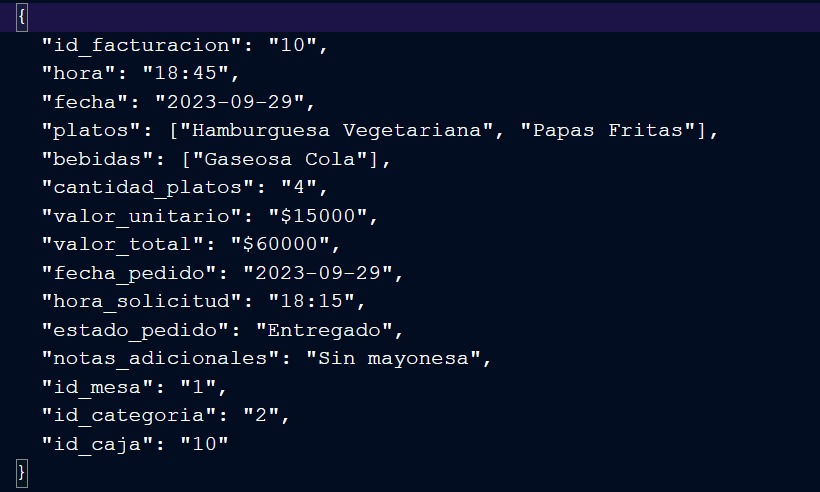 {
"id_facturacion": "10",
"hora": "18:45",
"fecha": "2023-09-29",
"platos": ["Hamburguesa Vegetariana", "Papas Fritas"],
"bebidas": ["Gaseosa Cola"],
"cantidad_platos": "4",
"valor_unitario": "$15000",
"valor_total": "$60000",
"fecha_pedido": "2023-09-29",
"hora_solicitud": "18:15",
"estado_pedido": "Entregado",
"notas_adicionales": "Sin mayonesa",
"id_mesa": "1",
"id_categoria": "2",
"id_caja": "10"
}